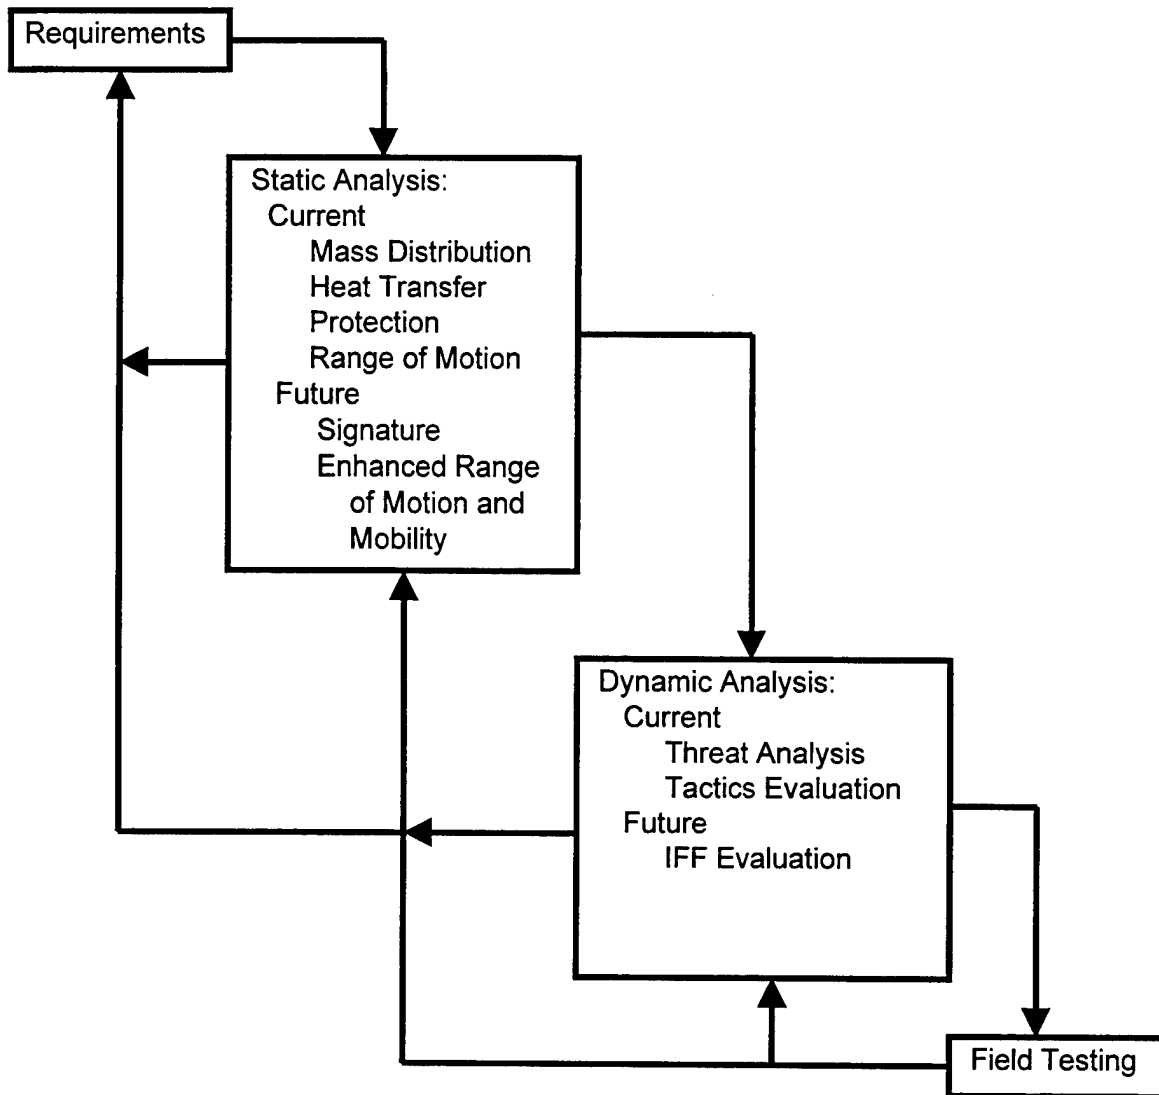 Requirements
Static Analysis:
Current
Mass Distribution
Heat Transfer
Protection
Range of Motion
Future
Signature
Enhanced Range
of Motion and
Mobility
Dynamic Analysis:
Current
Threat Analysis
Tactics Evaluation
Future
IFF Evaluation
Field Testing